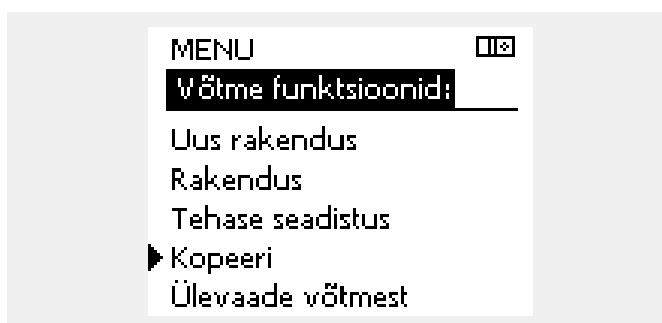 MENU
Võtme funktsioonid:
Uus rakendus
Rakendus
Tehase seadistus
Kopeeri
Ülevaade võtmest